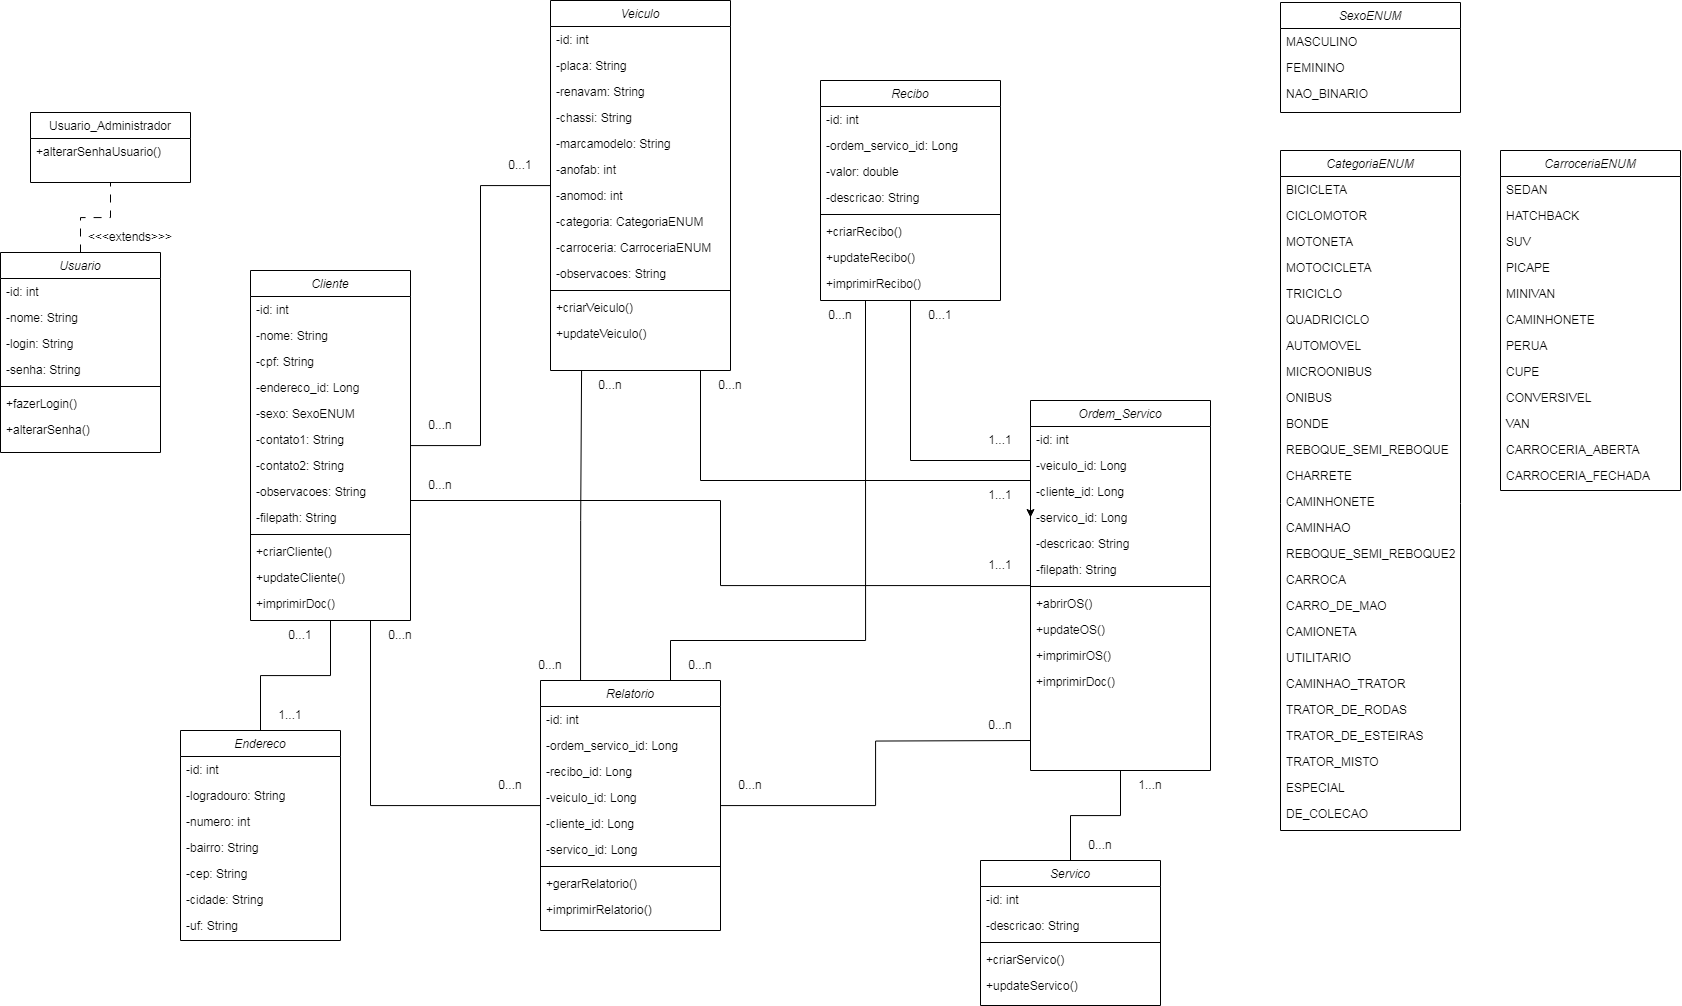 Veiculo
-id: int
-placa: String
-renavam: String
-chassi: String
-marcamodelo: String
-anofab: int
-anomod: int
-categoria: CategoriaENUM
-carroceria: CarroceriaENUM
-observacoes: String
+criarVeiculo()
+updateVeiculo()
0...n
0...n
0...1
Recibo
-id: int
-ordem_servico_id: Long
-valor: double
-descricao: String
+criarRecibo()
+updateRecibo()
+imprimirRecibo()
0...n
0...1
SexoENUM
MASCULINO
FEMININO
NAO_BINARIO
CategoriaENUM
BICICLETA
CICLOMOTOR
MOTONETA
MOTOCICLETA
TRICICLO
QUADRICICLO
AUTOMOVEL
MICROONIBUS
ONIBUS
BONDE
REBOQUE_SEMI_REBOQUE
CHARRETE
CAMINHONETE
CAMINHAO
REBOQUE_SEMI_REBOQUE2
CARROCA
CARRO_DE_MAO
CAMIONETA
UTILITARIO
CAMINHAO_TRATOR
TRATOR_DE_RODAS
TRATOR_DE_ESTEIRAS
TRATOR_MISTO
ESPECIAL
DE_COLECAO
CarroceriaENUM
SEDAN
HATCHBACK
SUV
PICAPE
MINIVAN
CAMINHONETE
PERUA
CUPE
CONVERSIVEL
VAN
CARROCERIA_ABERTA
CARROCERIA_FECHADA
Usuario_Administrador
+alterarSenhaUsuario()
<<<extends>>>
Usuario
-id: int
-nome: String
-login: String
-senha: String
+fazerLogin()
+alterarSenha()
Cliente
-id: int
-nome: String
-cpf: String
-endereco_id: Long
-sexo: SexoENUM
-contato1: String
-contato2: String
-observacoes: String
-filepath: String
+criarCliente()
+updateCliente()
+imprimirDoc()
0...n
0...n
0...1
0...n
Ordem_Servico
-id: int
-veiculo_id: Long
-cliente_id: Long
-servico_id: Long
-descricao: String
-filepath: String
+abrirOS()
+updateOS()
+imprimirOS()
+imprimirDoc()
1...1
1...1
1...1
0...n
1...n
Endereco
-id: int
-logradouro: String
-numero: int
-bairro: String
-cep: String
-cidade: String
-uf: String
1...1
Relatorio
-id: int
-ordem_servico_id: Long
-recibo_id: Long
-veiculo_id: Long
-cliente_id: Long
-servico_id: Long
+gerarRelatorio()
+imprimirRelatorio()
0...n
0...n
0...n
0...n
Servico
-id: int
-descricao: String
+criarServico()
+updateServico()
0...n